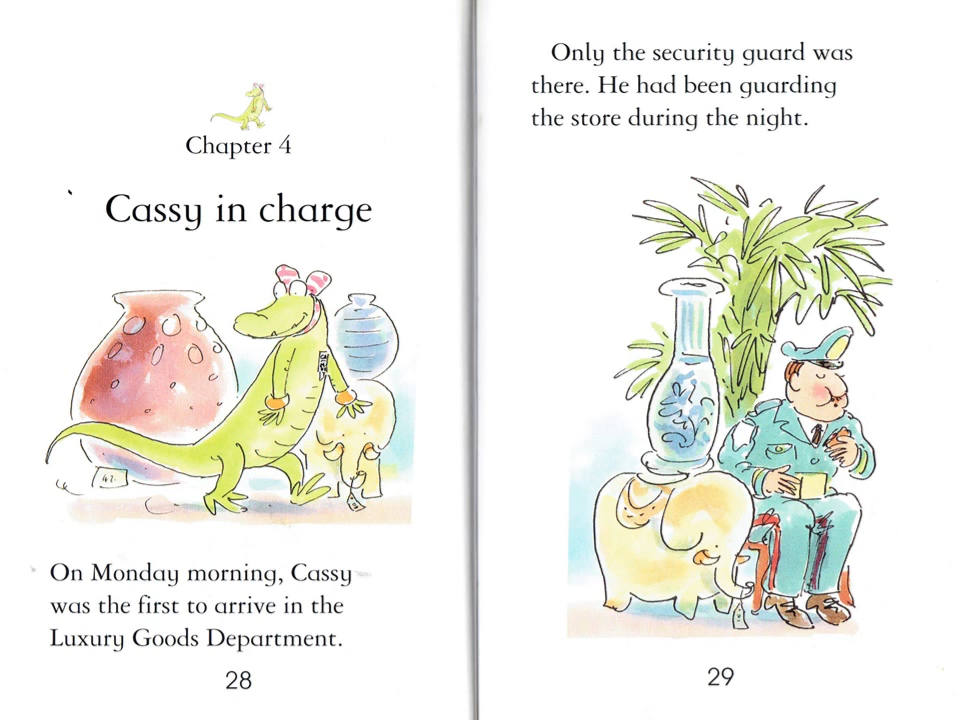 Chapter 4
Cassy in charge
42.
On Monday morning, Cassy
was the first to arrive in the
Luxury Goods Department.
28
Only the security guard was
there. He had been guarding
the store during the night.
29